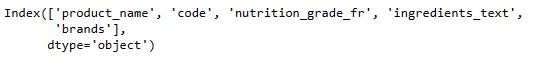 Index(['product_name', 'code', 'nutrition_grade_fr', 'ingredients_text',
'brands'],
dtype='object')